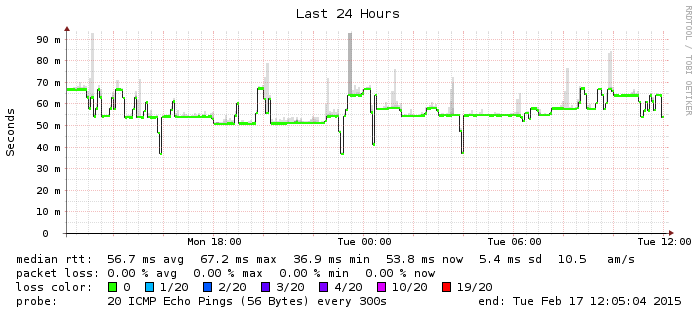 Last 24 Hours
RRDTOOL / TOBI OETIKER
Seconds
90 m
80 m
70 m
60 m
50 m
40 m
30 m
20 m
10 m
0
Mon 18:00 Tue 00:00 Tue 06:00 Tue 12:00
median rtt: 56.7 ms avg 67.2 ms max 36.9 ms min 53.8 ms now 5.4 ms sd 10.5 am/s
packet loss: 0.00 % avg 0.00 % max 0.00 % min 0.00 % now
loss color: 0 1/20 2/20 3/20 4/20 10/20 19/20
probe: 20 ICMP Echo Pings (56 Bytes) every 300s end: Tue Feb 17 12:05:04 2015